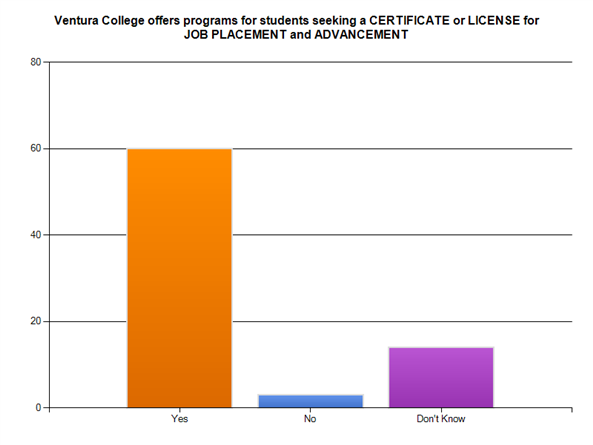 Ventura College offers programs for students seeking a CERTIFICATE or LICENSE for
JOB PLACEMENT and ADVANCEMENT
80
60
40
20
0
Yes No Don't Know